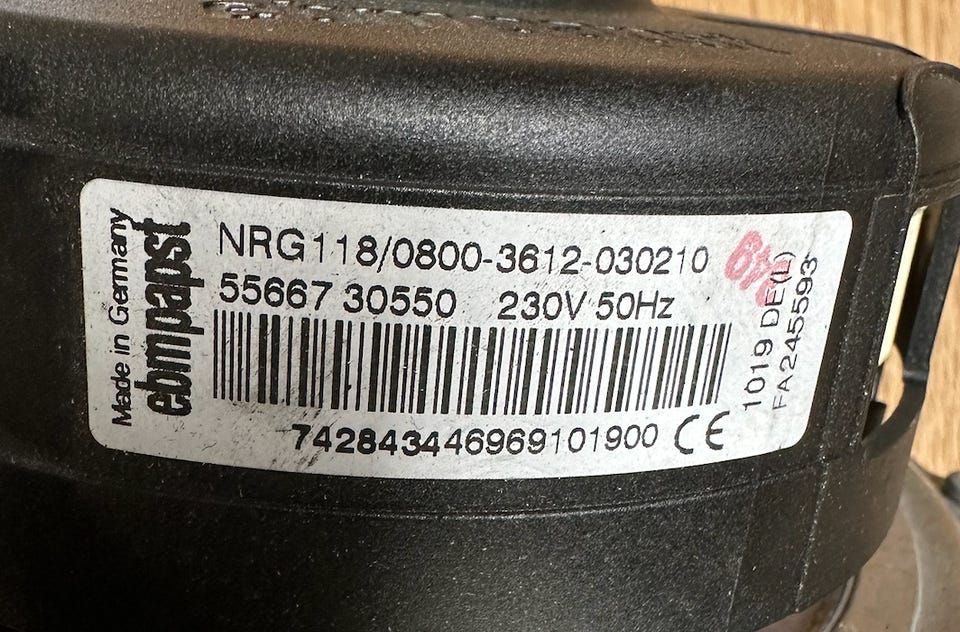 Made in Germany
ebmpapst
NRG118/0800-3612-030210
55667 30550 230V 50Hz
742843446969101900 CE
1019 DE(L)
FA245593